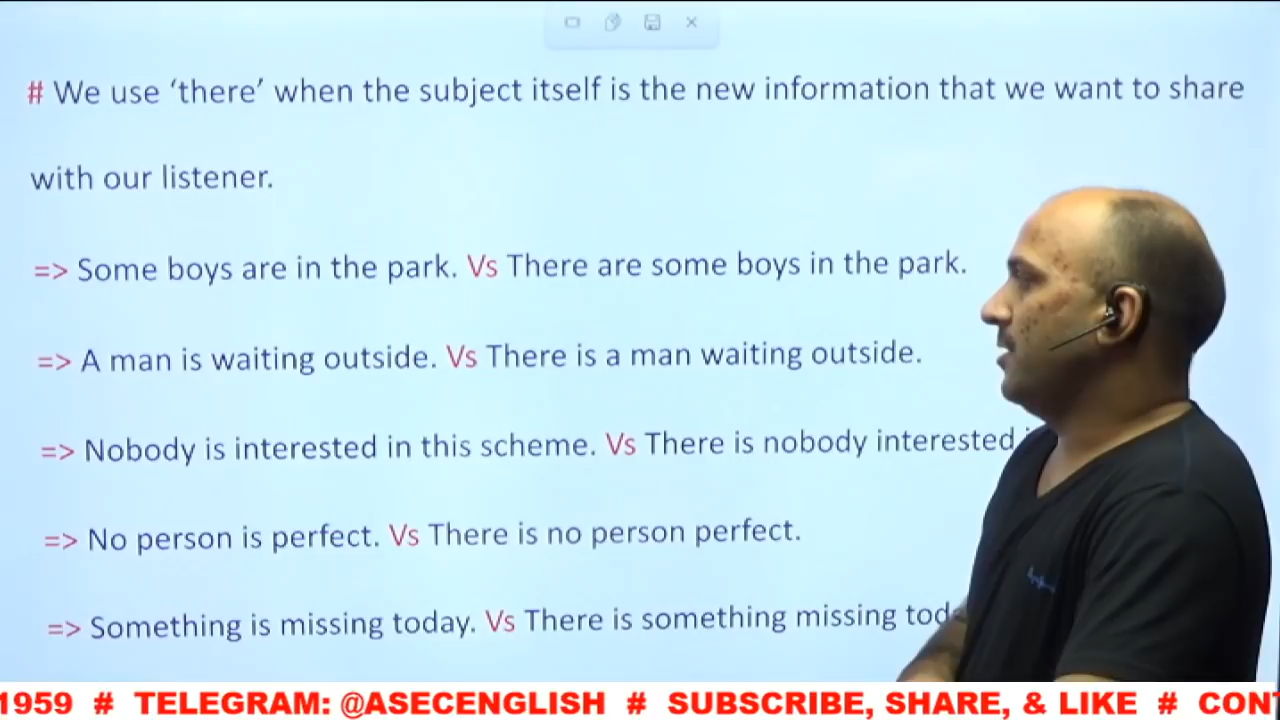 # We use ‘there’ when the subject itself is the new information that we want to share
with our listener.
=> Some boys are in the park. Vs There are some boys in the park.
=> A man is waiting outside. Vs There is a man waiting outside.
=> Nobody is interested in this scheme. Vs There is nobody interested
=> No person is perfect. Vs There is no person perfect.
=> Something is missing today. Vs There is something missing tod
1959 # TELEGRAM: @ASECENGLISH # SUBSCRIBE, SHARE, & LIKE # CON